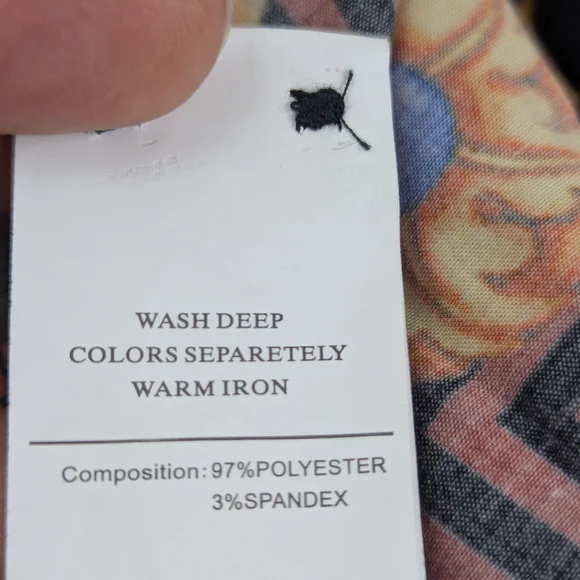 WASH DEEP
COLORS SEPARETELY
WARM IRON
Composition: 97%POLYESTER
3%SPANDEX